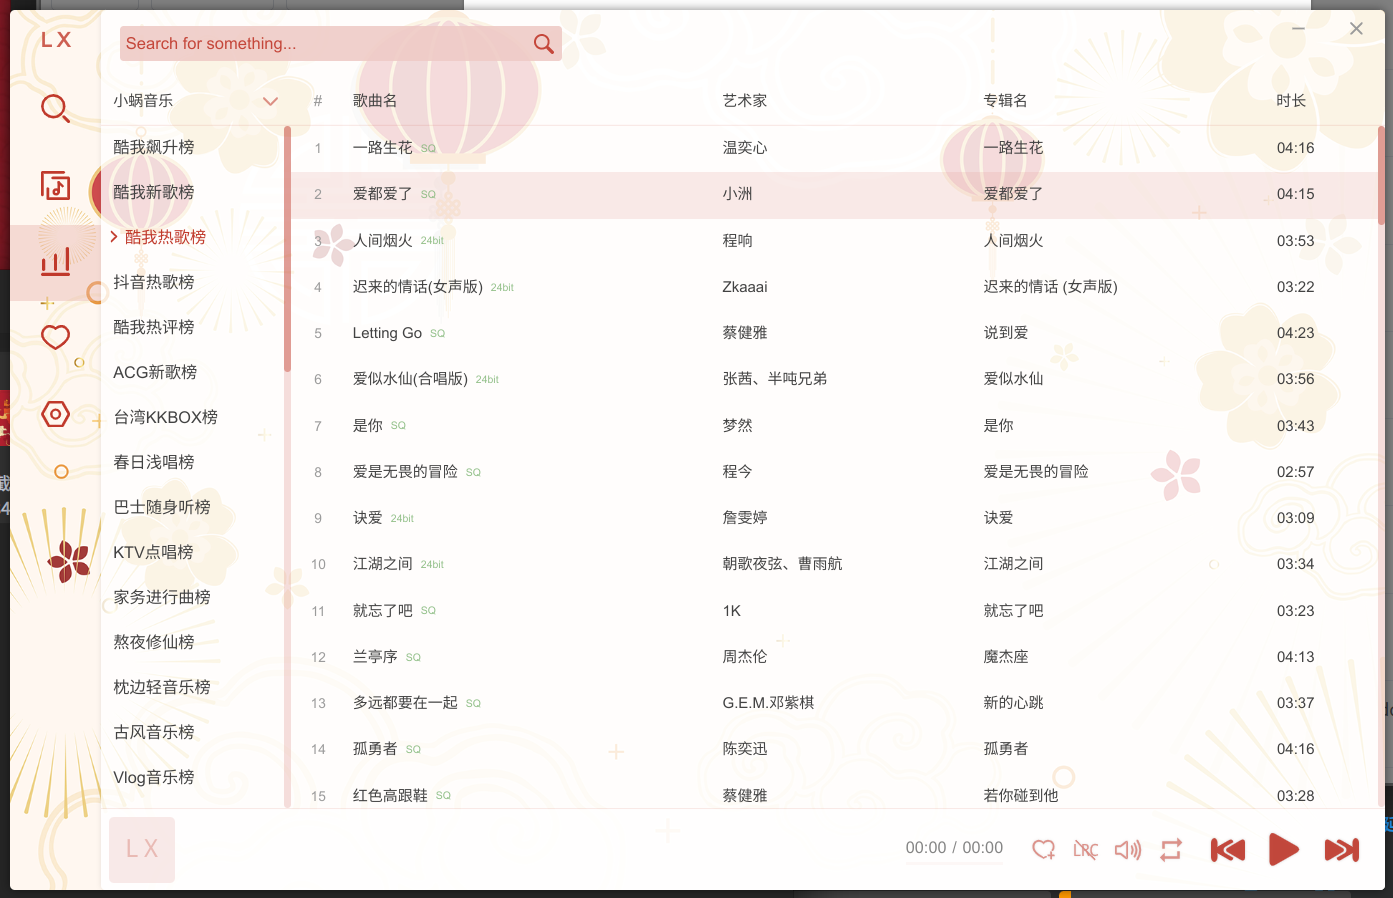 LX
Search for something...
小蜗音乐
# 歌曲名 艺术家 专辑名 时长
酷我飙升榜
酷我新歌榜
酷我热歌榜
抖音热歌榜
酷我热评榜
ACG新歌榜
台湾KKBOX榜
春日浅唱榜
巴士随身听榜
KTV点唱榜
家务进行曲榜
熬夜修仙榜
枕边轻音乐榜
古风音乐榜
Vlog音乐榜
1 一路生花 SQ 温奕心 一路生花 04:16
2 爱都爱了 SQ 小洲 爱都爱了 04:15
3 人间烟火 24bit 程响 人间烟火 03:53
4 迟来的情话(女声版) 24bit Zkaaai 迟来的情话 (女声版) 03:22
5 Letting Go SQ 蔡健雅 说到爱 04:23
6 爱似水仙(合唱版) 24bit 张茜、半吨兄弟 爱似水仙 03:56
7 是你 SQ 梦然 是你 03:43
8 爱是无畏的冒险 SQ 程今 爱是无畏的冒险 02:57
9 诀爱 24bit 詹雯婷 诀爱 03:09
10 江湖之间 24bit 朝歌夜弦、曹雨航 江湖之间 03:34
11 就忘了吧 SQ 1K 就忘了吧 03:23
12 兰亭序 SQ 周杰伦 魔杰座 04:13
13 多远都要在一起 SQ G.E.M.邓紫棋 新的心跳 03:37
14 孤勇者 SQ 陈奕迅 孤勇者 04:16
15 红色高跟鞋 SQ 蔡健雅 若你碰到他 03:28
LX
00:00 / 00:00
LRC